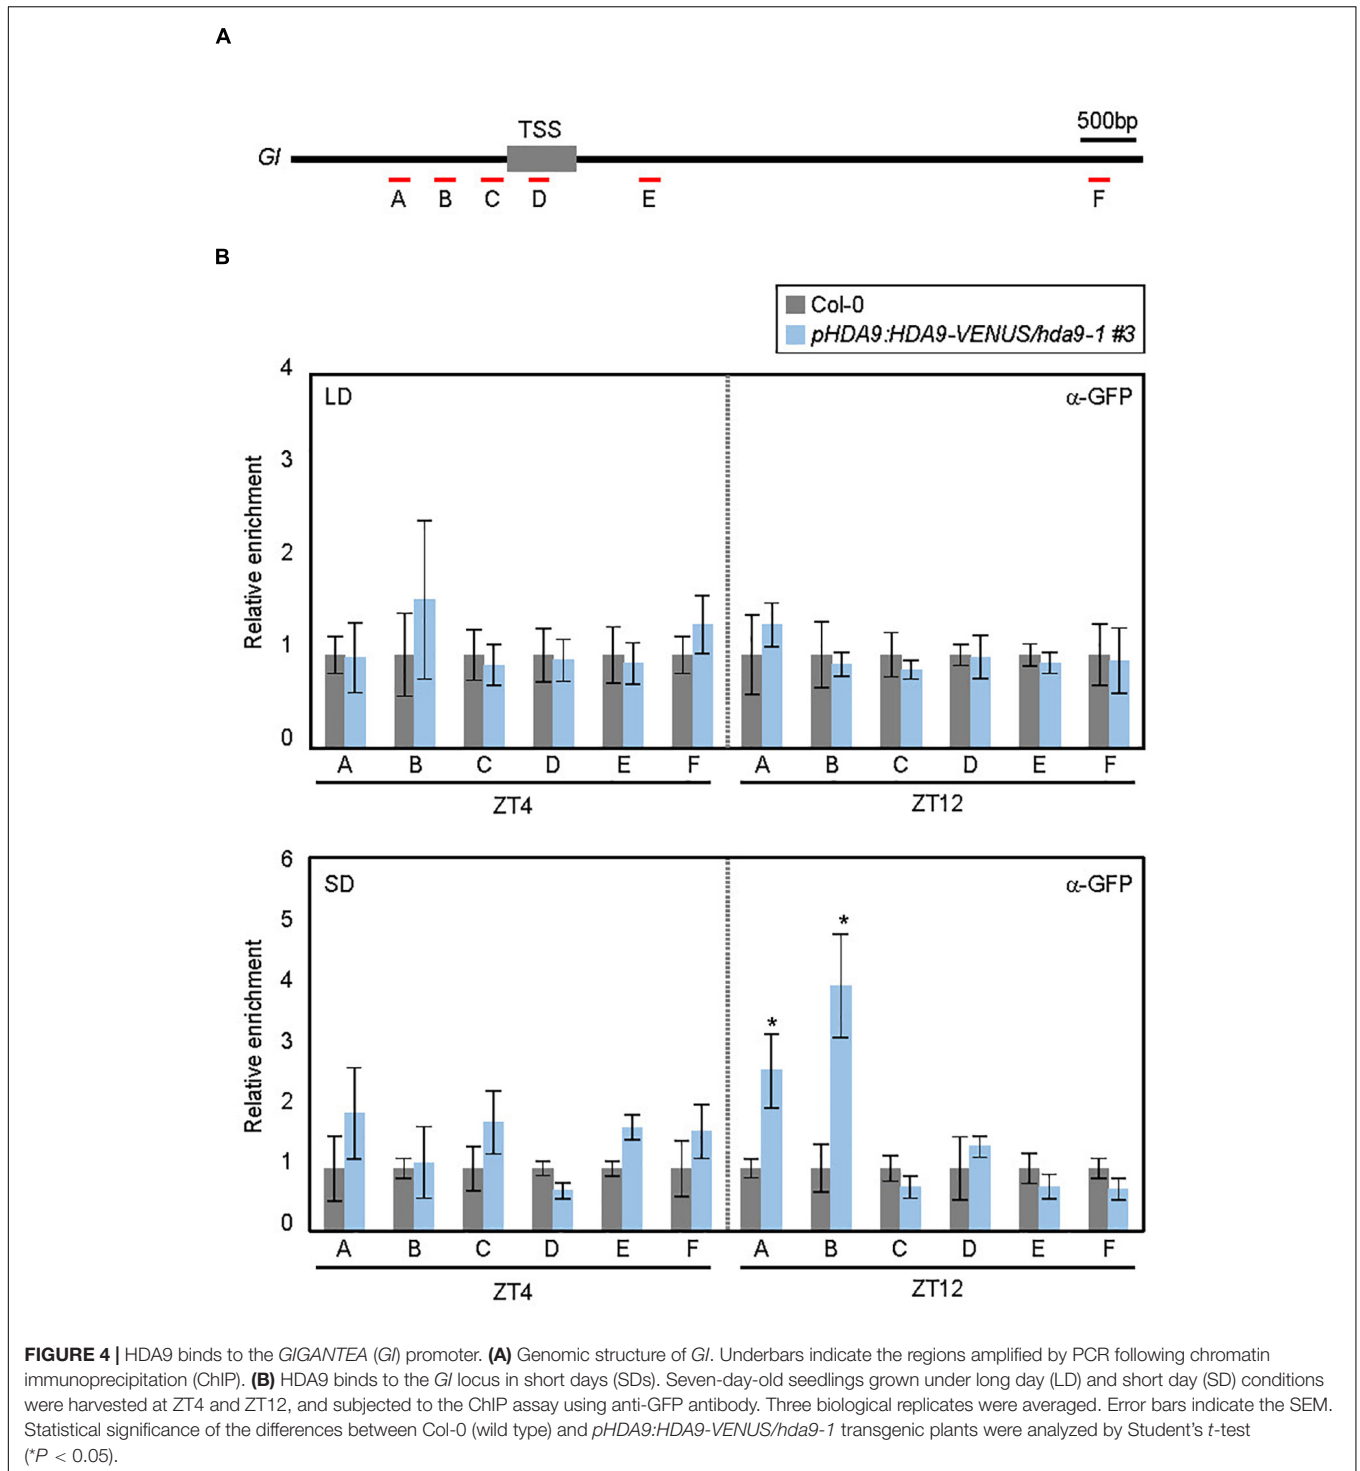 A
TSS
500bp
GI
A B C D E F
B
Col-0
pHDA9:HDA9-VENUS/hda9-1 #3
4
LD
α-GFP
3
2
1
0
Relative enrichment
A B C D E F A B C D E F
ZT4 ZT12
6
SD
α-GFP
5
*
4
*
3
2
1
0
Relative enrichment
A B C D E F A B C D E F
ZT4 ZT12
FIGURE 4 | HDA9 binds to the GIGANTEA (GI) promoter. (A) Genomic structure of GI. Underbars indicate the regions amplified by PCR following chromatin
immunoprecipitation (ChIP). (B) HDA9 binds to the GI locus in short days (SDs). Seven-day-old seedlings grown under long day (LD) and short day (SD) conditions
were harvested at ZT4 and ZT12, and subjected to the ChIP assay using anti-GFP antibody. Three biological replicates were averaged. Error bars indicate the SEM.
Statistical significance of the differences between Col-0 (wild type) and pHDA9:HDA9-VENUS/hda9-1 transgenic plants were analyzed by Student's t-test
(*P < 0.05).